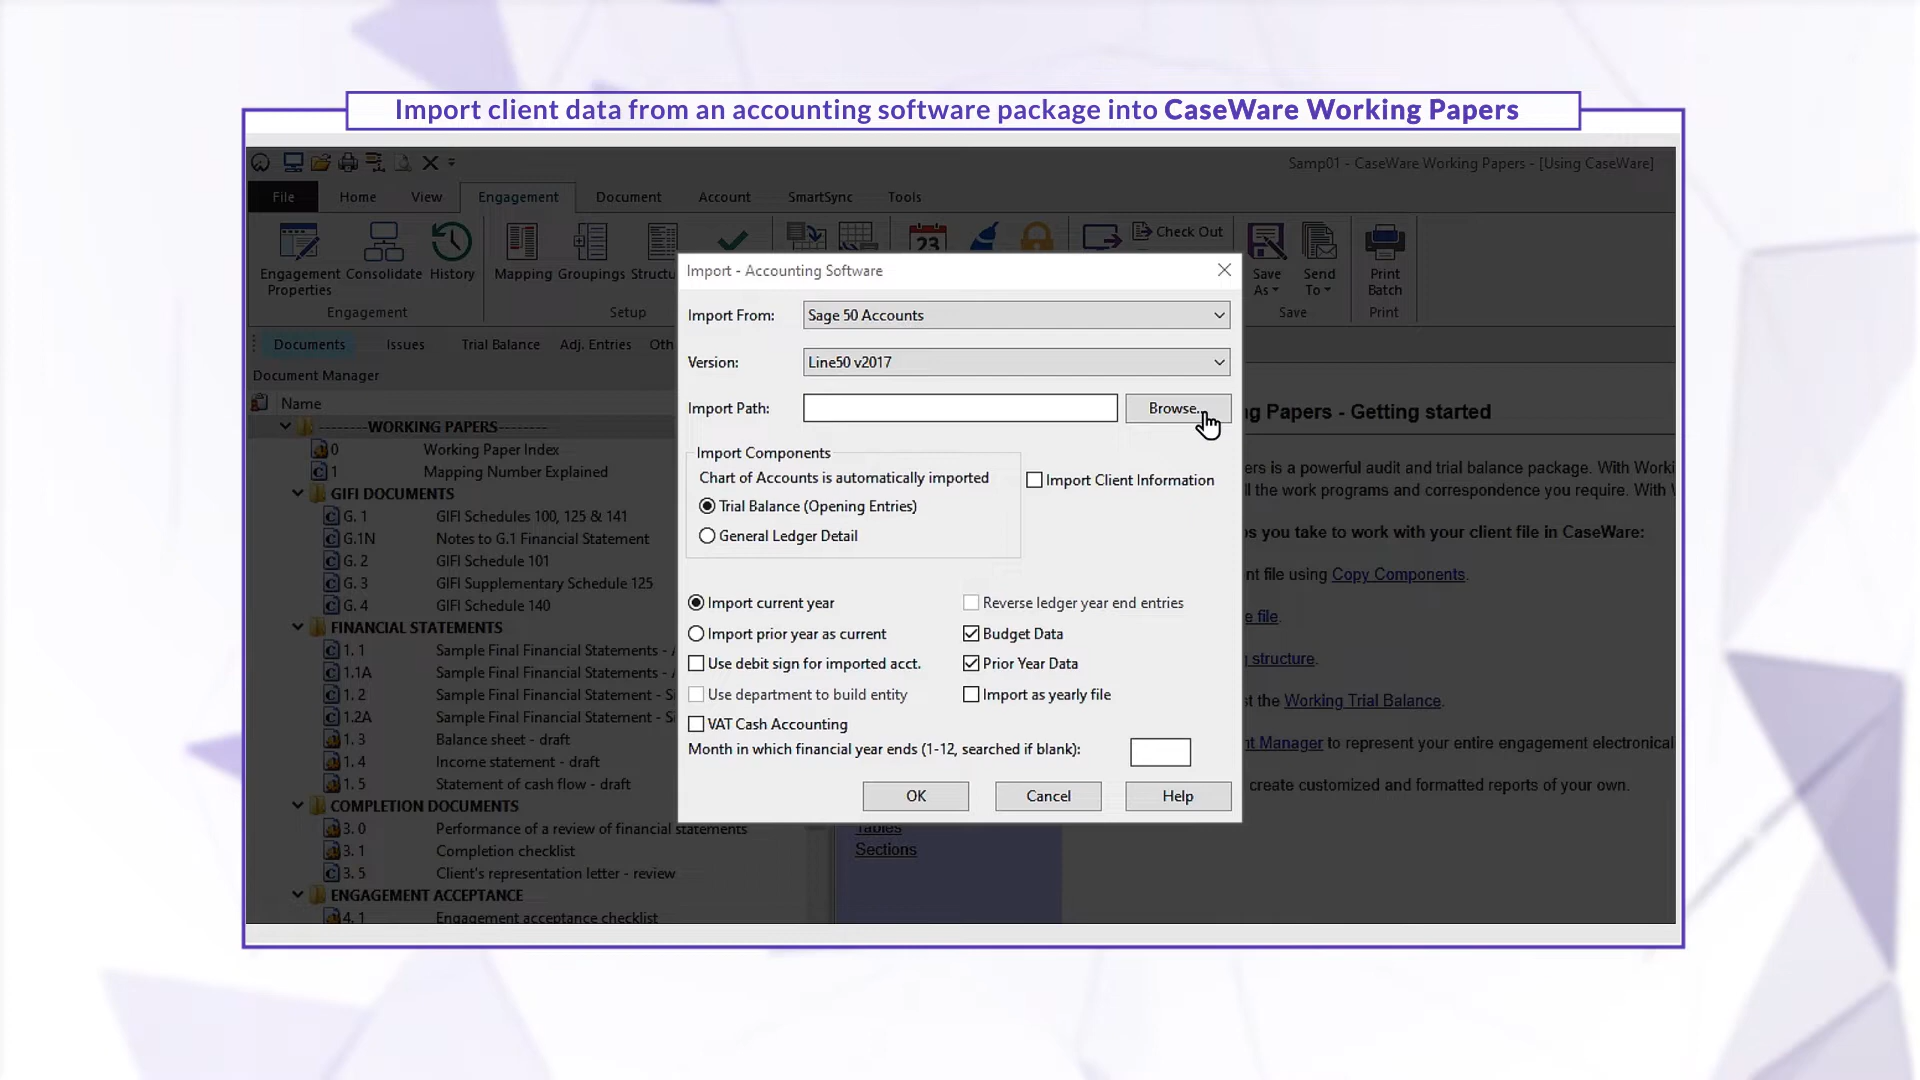 Import client data from an accounting software package into CaseWare Working Papers
Samp01 - CaseWare Working Papers - [Using CaseWare]
File Home View Engagement Document Account SmartSync Tools
23 Check Out
Engagement Properties Consolidate History Mapping Groupings Structu Save As Send To Print Batch
Engagement Setup Save Print
Documents Issues Trial Balance Adj. Entries Oth
Document Manager
Name
--------WORKING PAPERS--------
0 Working Paper Index
1 Mapping Number Explained
GIFI DOCUMENTS
G. 1 GIFI Schedules 100, 125 & 141
G.1N Notes to G.1 Financial Statement
G. 2 GIFI Schedule 101
G. 3 GIFI Supplementary Schedule 125
G. 4 GIFI Schedule 140
FINANCIAL STATEMENTS
1. 1 Sample Final Financial Statements - A
1.1A Sample Final Financial Statements - A
1. 2 Sample Final Financial Statement - Si
1.2A Sample Final Financial Statement - Si
1. 3 Balance sheet - draft
1. 4 Income statement - draft
1. 5 Statement of cash flow - draft
COMPLETION DOCUMENTS
3. 0 Performance of a review of financial statements
3. 1 Completion checklist
3. 5 Client's representation letter - review
ENGAGEMENT ACCEPTANCE
4. 1 Engagement acceptance checklist
Import - Accounting Software
Import From: Sage 50 Accounts
Version: Line50 v2017
Import Path: Browse...
Import Components
Chart of Accounts is automatically imported
Import Client Information
Trial Balance (Opening Entries)
General Ledger Detail
Import current year Reverse ledger year end entries
Import prior year as current Budget Data
Use debit sign for imported acct. Prior Year Data
Use department to build entity Import as yearly file
VAT Cash Accounting
Month in which financial year ends (1-12, searched if blank):
OK Cancel Help
g Papers - Getting started
ers is a powerful audit and trial balance package. With Worki
ll the work programs and correspondence you require. With W
os you take to work with your client file in CaseWare:
nt file using Copy Components.
e file.
g structure.
st the Working Trial Balance.
nt Manager to represent your entire engagement electronical
create customized and formatted reports of your own.
Tables
Sections